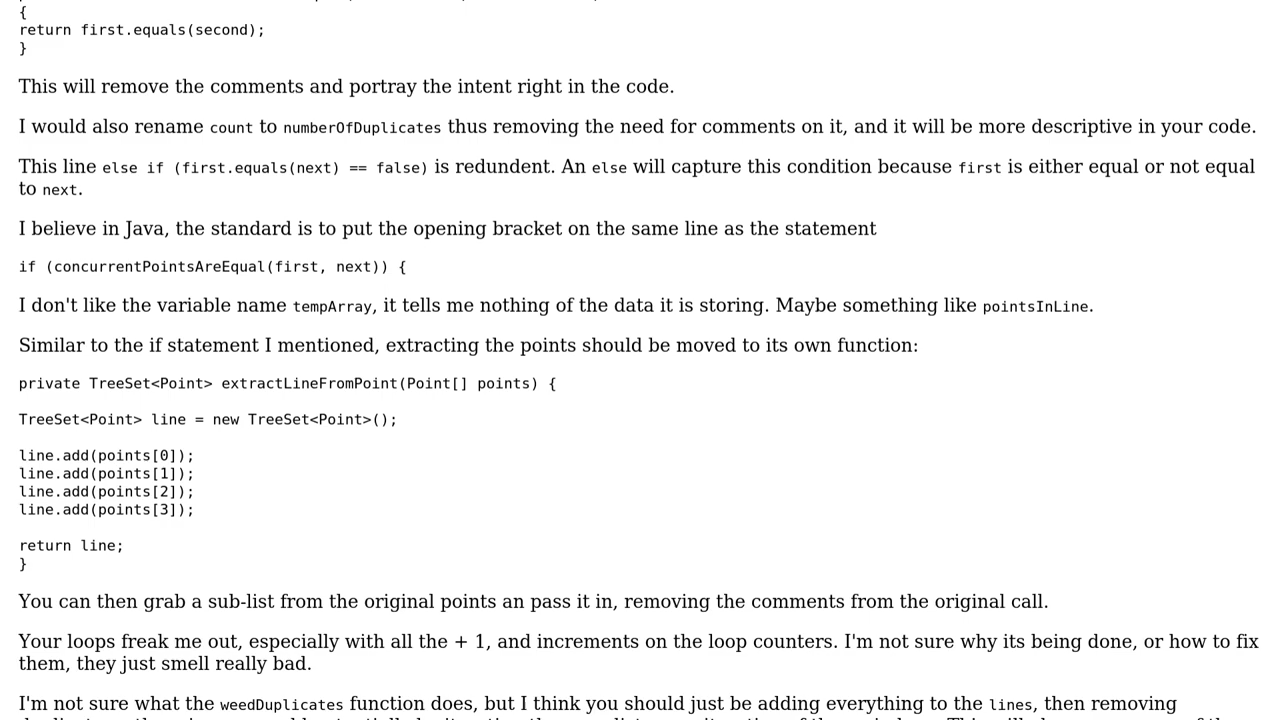 {
return first.equals(second);
}
This will remove the comments and portray the intent right in the code.
I would also rename count to numberOfDuplicates thus removing the need for comments on it, and it will be more descriptive in your code.
This line else if (first.equals(next) == false) is redundent. An else will capture this condition because first is either equal or not equal
to next.
I believe in Java, the standard is to put the opening bracket on the same line as the statement
if (concurrentPointsAreEqual(first, next)) {
I don't like the variable name tempArray, it tells me nothing of the data it is storing. Maybe something like pointsInLine.
Similar to the if statement I mentioned, extracting the points should be moved to its own function:
private TreeSet<Point> extractLineFromPoint(Point[] points) {
TreeSet<Point> line = new TreeSet<Point>();
line.add(points[0]);
line.add(points[1]);
line.add(points[2]);
line.add(points[3]);
return line;
}
You can then grab a sub-list from the original points an pass it in, removing the comments from the original call.
Your loops freak me out, especially with all the + 1, and increments on the loop counters. I'm not sure why its being done, or how to fix
them, they just smell really bad.
I'm not sure what the weedDuplicates function does, but I think you should just be adding everything to the lines, then removing